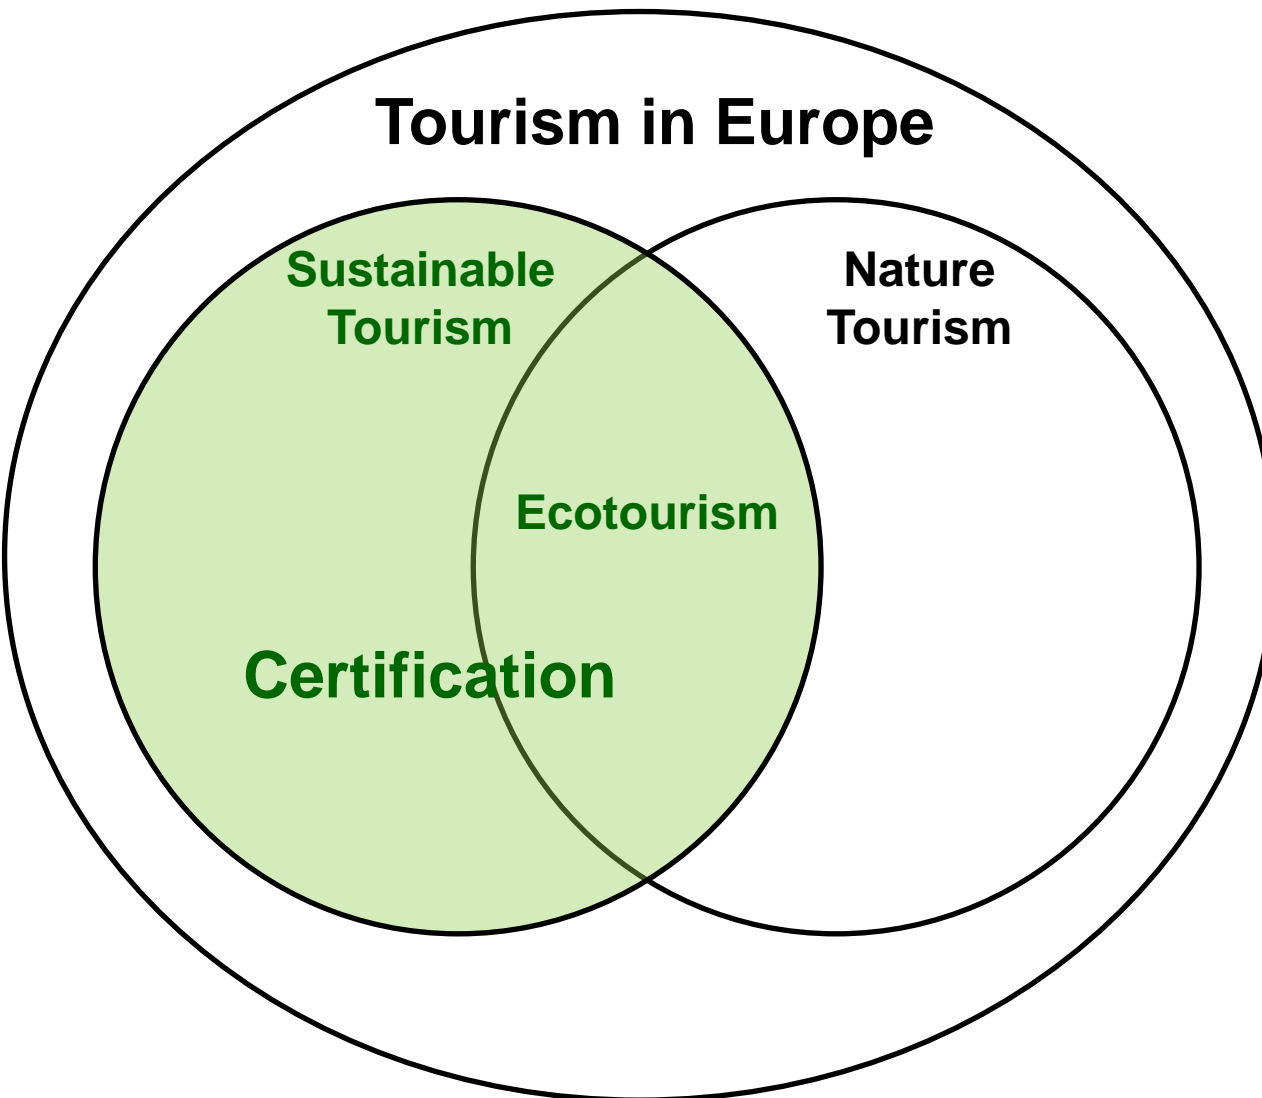 Tourism in Europe
Sustainable
Tourism
Nature
Tourism
Ecotourism
Certification